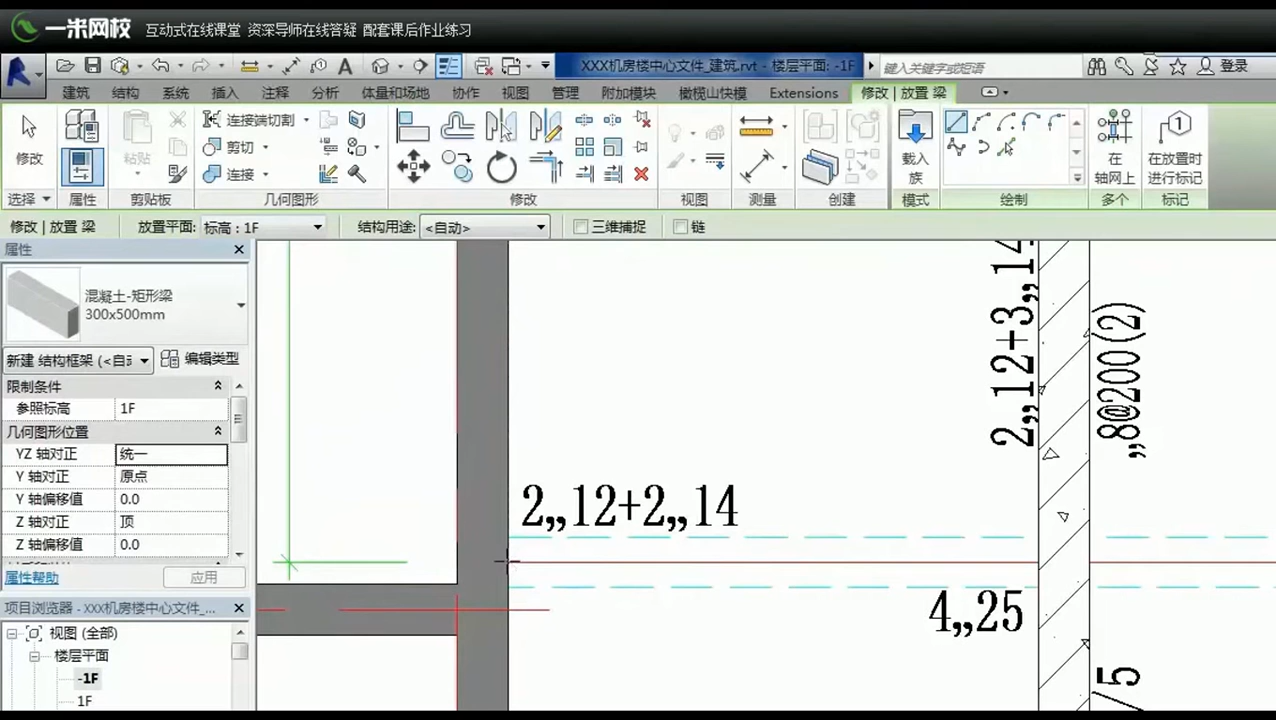 一米网校 互动式在线课堂 资深导师在线答疑 配套课后作业练习
XXX机房楼中心文件_建筑.rvt - 楼层平面: -1F
键入关键字或短语
登录
建筑 结构 系统 插入 注释 分析 体量和场地 协作 视图 管理 附加模块 橄榄山快模 Extensions 修改 | 放置 梁
修改
粘贴
连接端切割
剪切
连接
载入族
在轴网上
在放置时进行标记
选择 属性 剪贴板 几何图形 修改 视图 测量 创建 模式 绘制 多个 标记
修改 | 放置 梁 放置平面: 标高 : 1F 结构用途: <自动> 三维捕捉 链
属性
混凝土-矩形梁
300x500mm
新建 结构框架 (<自 编辑类型
限制条件
参照标高 1F
几何图形位置
YZ 轴对正 统一
Y 轴对正 原点
Y 轴偏移值 0.0
Z 轴对正 顶
Z 轴偏移值 0.0
属性帮助 应用
项目浏览器 - XXX机房楼中心文件_...
视图 (全部)
楼层平面
-1F
1F
2„12+3„14
„8@200(2)
2„12+2„14
4„25
/5